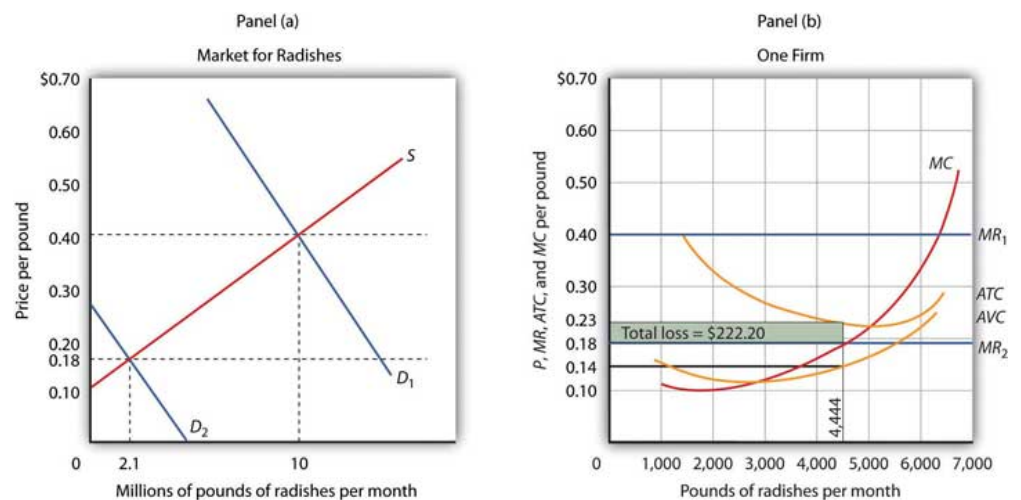 Panel (a)
Market for Radishes
$0.70
0.60
0.50
0.40
0.30
0.20
0.18
0.10
0
Price per pound
S
D1
D2
2.1
10
Millions of pounds of radishes per month
Panel (b)
One Firm
$0.70
0.60
0.50
0.40
0.30
0.23
0.18
0.14
0.10
0
P, MR, ATC, and MC per pound
MC
MR1
ATC
AVC
MR2
Total loss = $222.20
4,444
1,000 2,000 3,000 4,000 5,000 6,000 7,000
Pounds of radishes per month